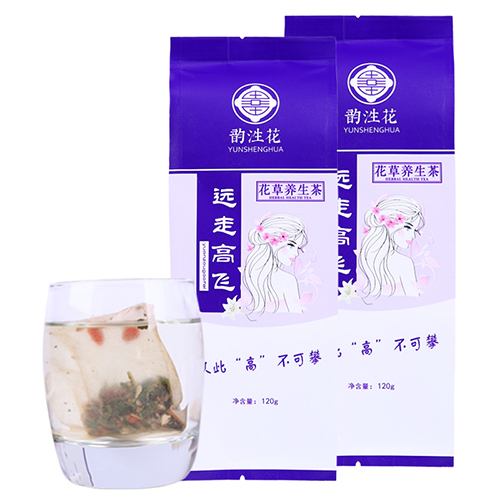 韵泩花
YUNSHENGHUA
花草养生茶
HERBAL HEALTH TEA
远走高飞
从此“高”不可攀
净含量：120g
韵泩花
YUNSHENGHUA
花草养生茶
HERBAL HEALTH TEA
远走高飞
此“高”不可攀
净含量：120g